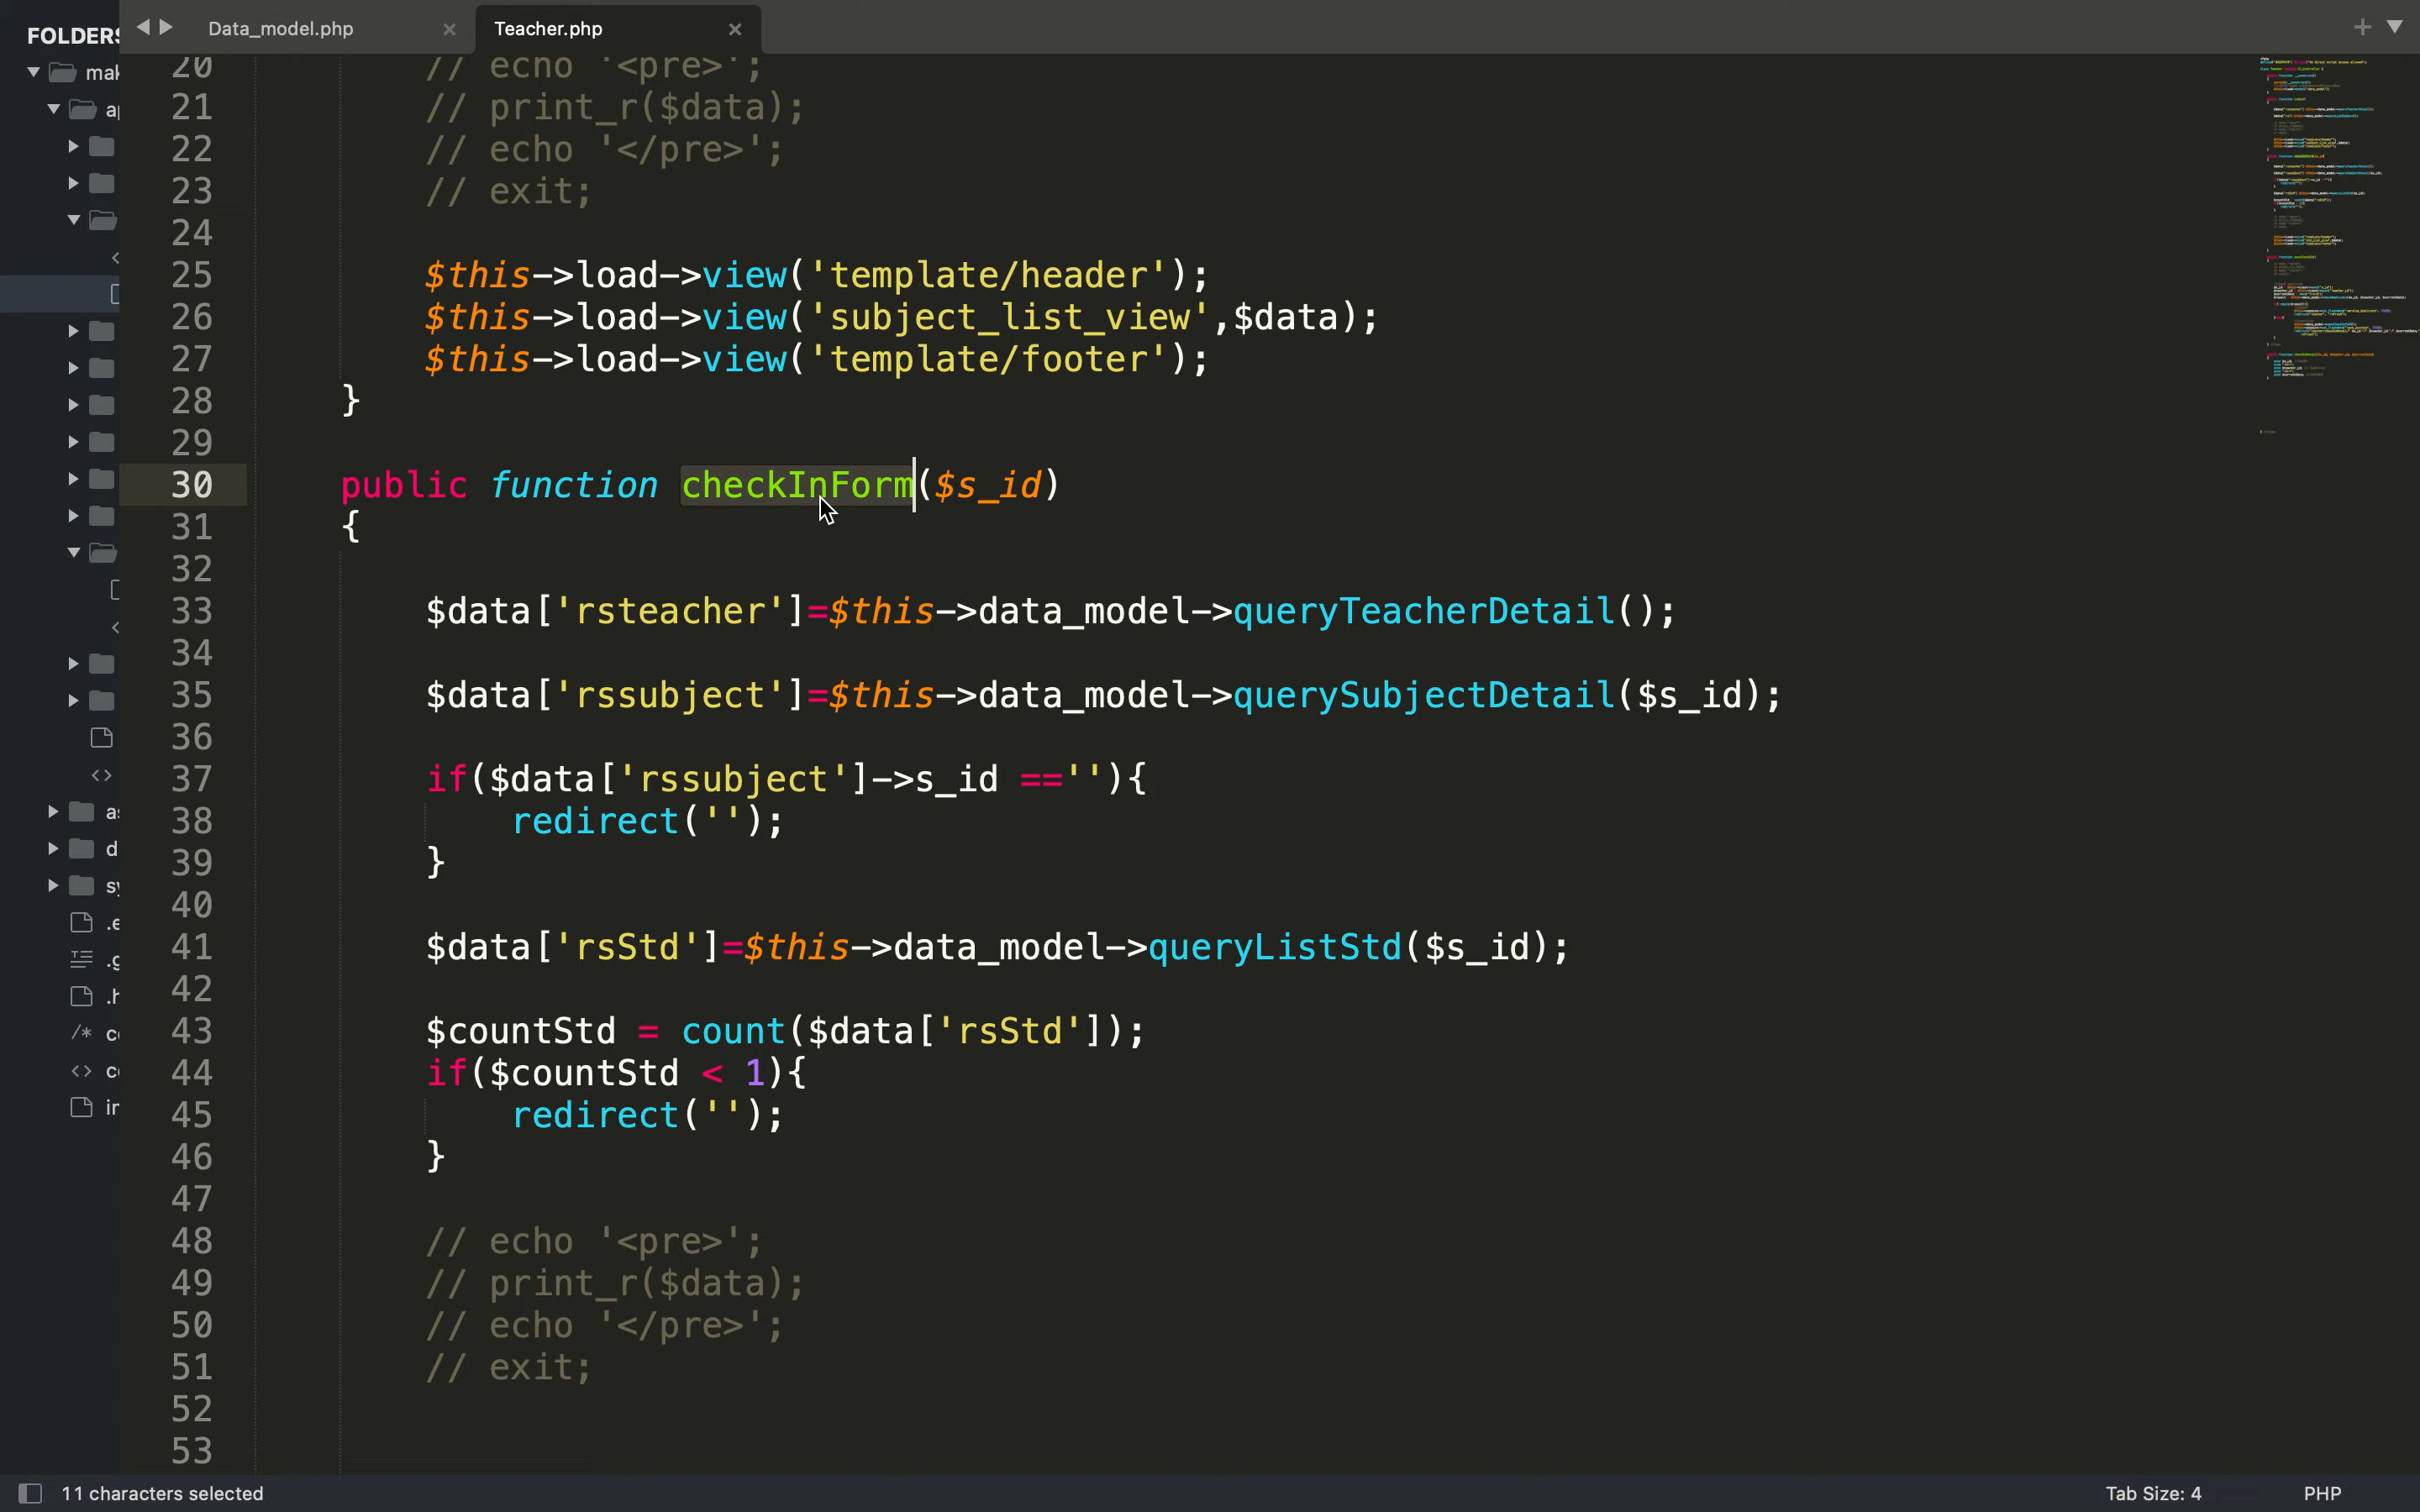 FOLDERS
Data_model.php
Teacher.php
20 // echo '<pre>';
21 // print_r($data);
22 // echo '</pre>';
23 // exit;
24
25 $this->load->view('template/header');
26 $this->load->view('subject_list_view',$data);
27 $this->load->view('template/footer');
28 }
29
30 public function checkInForm($s_id)
31 {
32
33 $data['rsteacher']=$this->data_model->queryTeacherDetail();
34
35 $data['rssubject']=$this->data_model->querySubjectDetail($s_id);
36
37 if($data['rssubject']->s_id ==''){
38 redirect('');
39 }
40
41 $data['rsStd']=$this->data_model->queryListStd($s_id);
42
43 $countStd = count($data['rsStd']);
44 if($countStd < 1){
45 redirect('');
46 }
47
48 // echo '<pre>';
49 // print_r($data);
50 // echo '</pre>';
51 // exit;
52
53
11 characters selected
Tab Size: 4
PHP